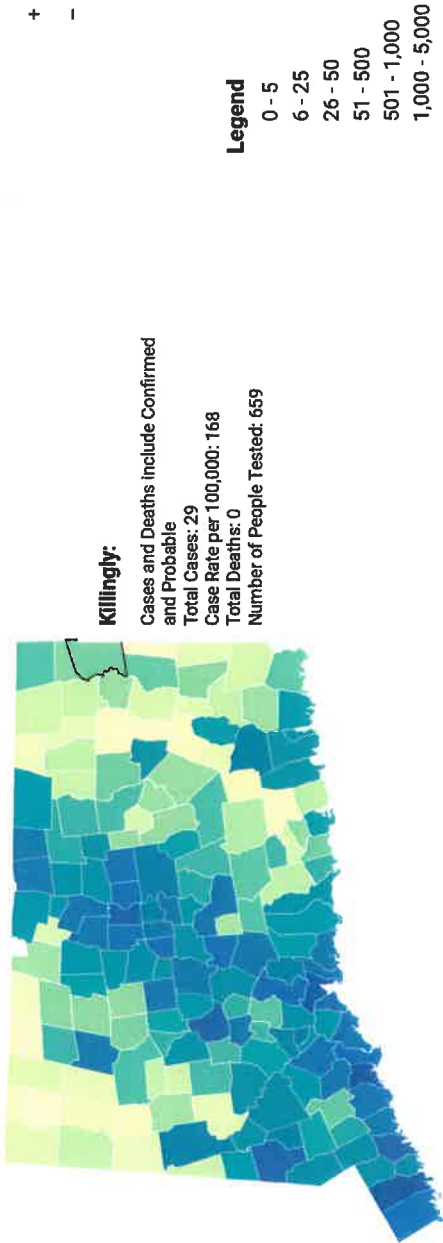 +
−
Killingly:
Cases and Deaths include Confirmed
and Probable
Total Cases: 29
Case Rate per 100,000: 168
Total Deaths: 0
Number of People Tested: 659
Legend
0 - 5
6 - 25
26 - 50
51 - 500
501 - 1,000
1,000 - 5,000